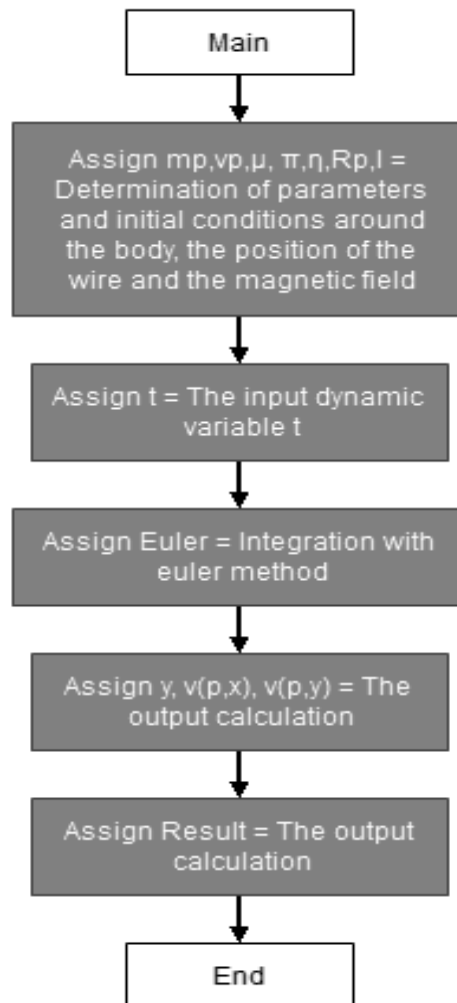 Main
Assign mp,vp,μ, π,η,Rp,I =
Determination of parameters
and initial conditions around
the body, the position of the
wire and the magnetic field
Assign t = The input dynamic
variable t
Assign Euler = Integration with
euler method
Assign y, v(p,x), v(p,y) = The
output calculation
Assign Result = The output
calculation
End